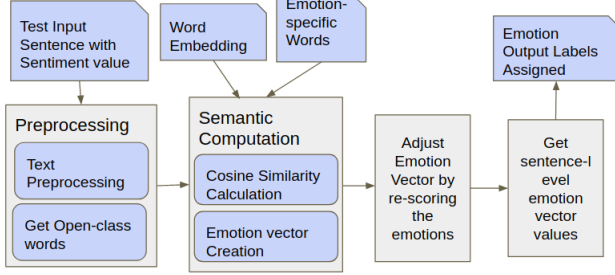 Test Input
Sentence with
Sentiment value
Word
Embedding
Emotion-
specific
Words
Emotion
Output Labels
Assigned
Preprocessing
Text
Preprocessing
Get Open-class
words
Semantic
Computation
Cosine Similarity
Calculation
Emotion vector
Creation
Adjust
Emotion
Vector by
re-scoring
the
emotions
Get
sentence-l
evel
emotion
vector
values